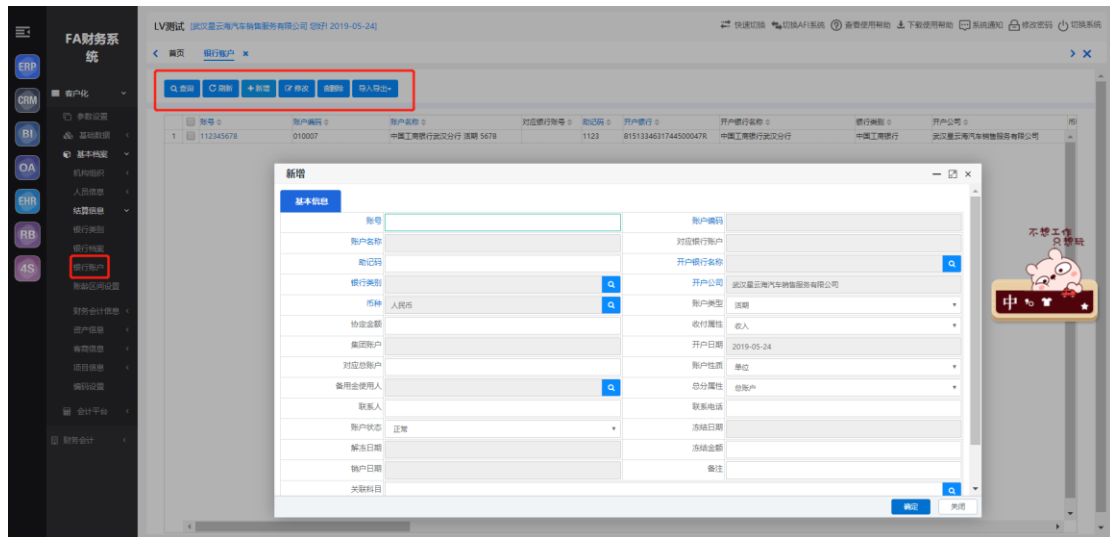 LV测试 [武汉星云海汽车销售服务有限公司 您好! 2019-05-24]
快速切换 切换AFI系统 查看使用帮助 下载使用帮助 系统通知 修改密码 切换系统
FA财务系统
首页 银行账户 ×
ERP
CRM
BI
OA
EHR
RB
4S
客户化
参数设置
基础数据
基本档案
机构组织
人员信息
结算信息
银行类别
银行档案
银行账户
账龄区间设置
财务会计信息
资产信息
客商信息
项目信息
编码设置
会计平台
财务会计
查询 刷新 +新增 修改 删除 导入导出
账号 账户编码 账户名称 对应银行账号 助记码 开户银行 开户银行名称 银行类别 开户公司 币
1 112345678 010007 中国工商银行武汉分行 活期 5678 1123 815133463174450004​7R 中国工商银行武汉分行 中国工商银行 武汉星云海汽车销售服务有限公司
新增
基本信息
账号 账户编码
账户名称 对应银行账户
助记码 开户银行名称
银行类别 开户公司 武汉星云海汽车销售服务有限公司
币种 人民币 账户类型 活期
协定金额 收付属性 收入
集团账户 开户日期 2019-05-24
对应总账户 账户性质 单位
备用金使用人 总分属性 总账户
联系人 联系电话
账户状态 正常 冻结日期
解冻日期 冻结金额
销户日期 备注
关联科目
确定 关闭
不想工作
只想玩
中